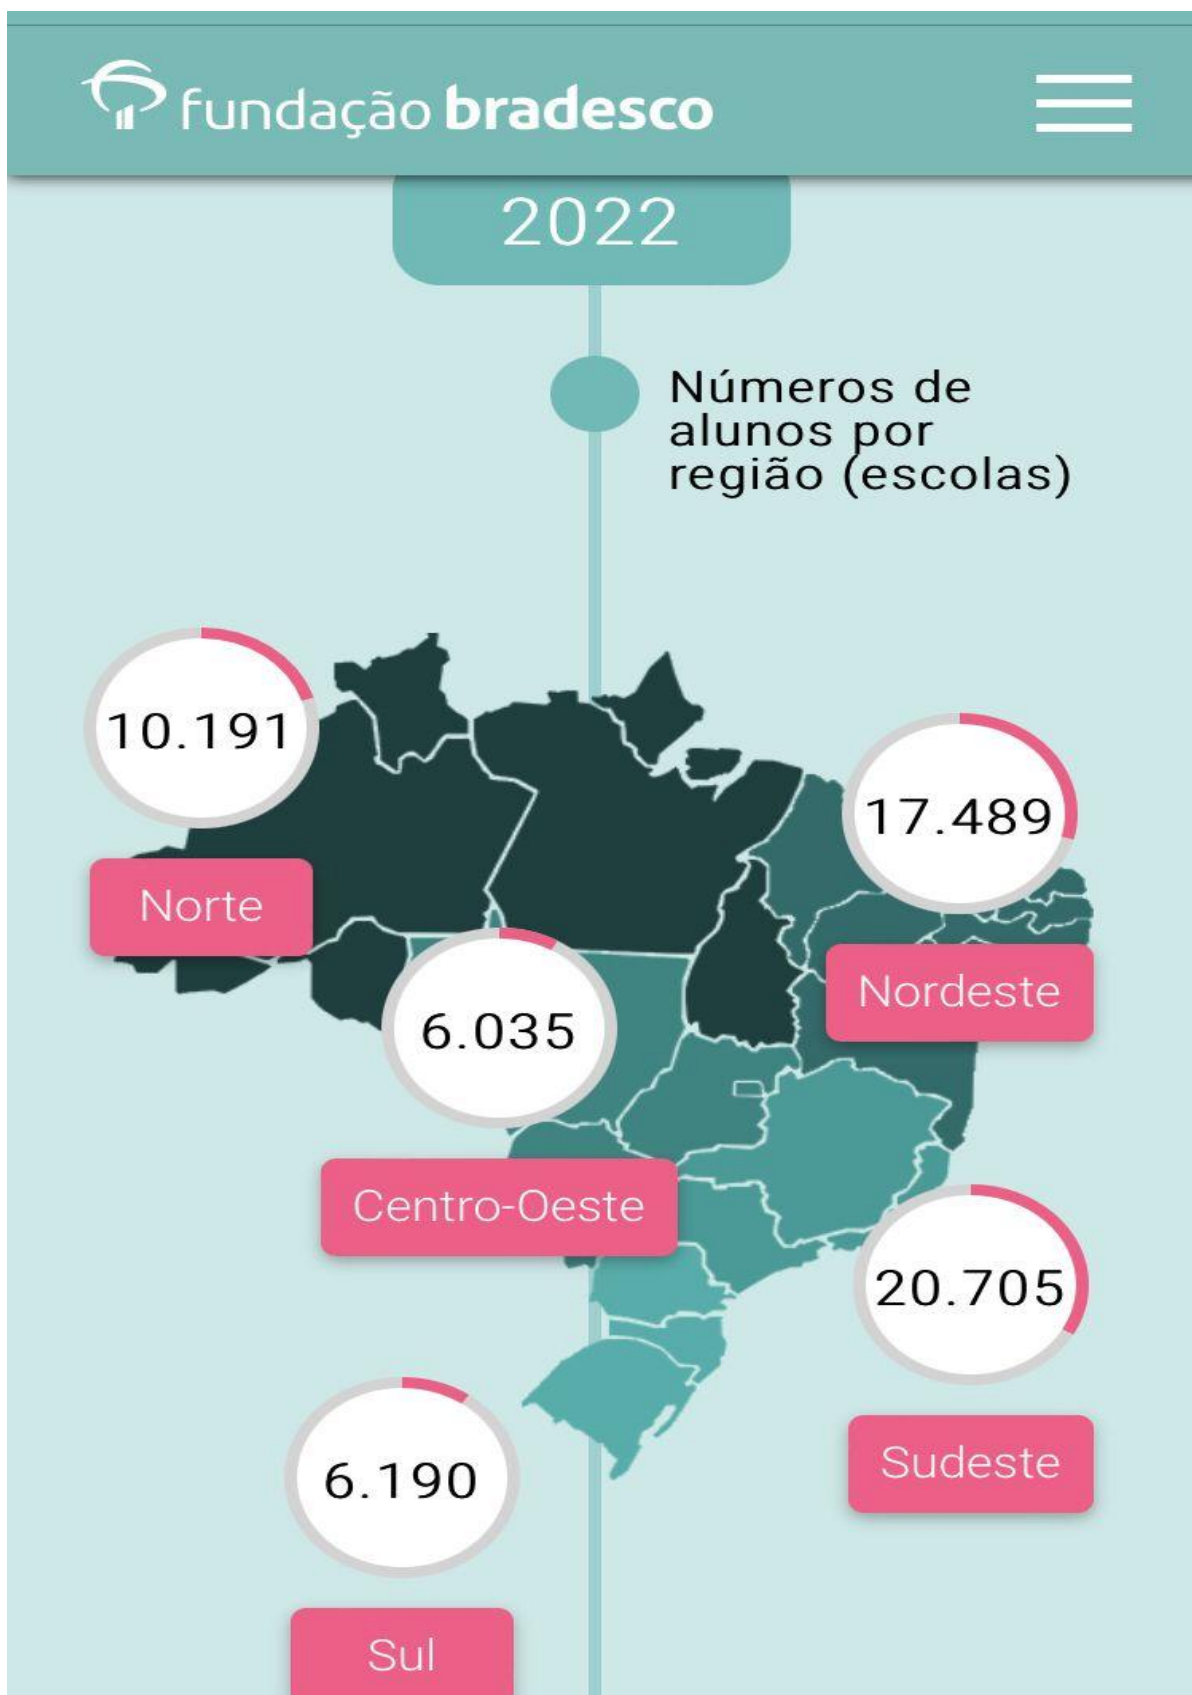 fundação bradesco
2022
Números de
alunos por
região (escolas)
10.191
Norte
17.489
Nordeste
6.035
Centro-Oeste
20.705
Sudeste
6.190
Sul